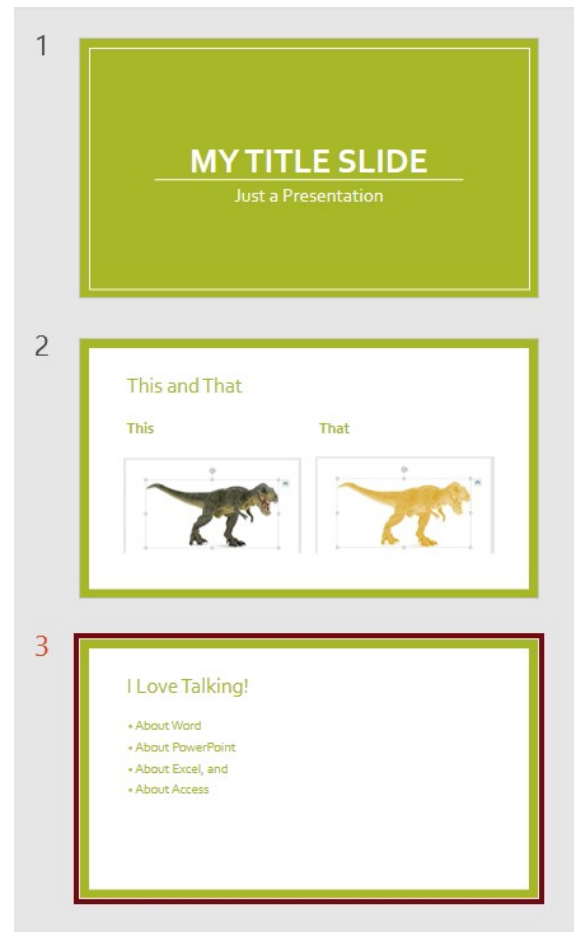 1
MY TITLE SLIDE
Just a Presentation
2
This and That
This That
3
I Love Talking!
• About Word
• About PowerPoint
• About Excel, and
• About Access